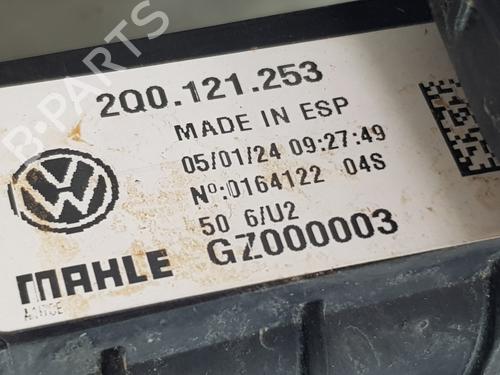 2Q0.121.253
MADE IN ESP
05/01/24 09:27:49
Nº:0164122 04S
50 6/U2
MAHLE GZ000003
B-PARTS